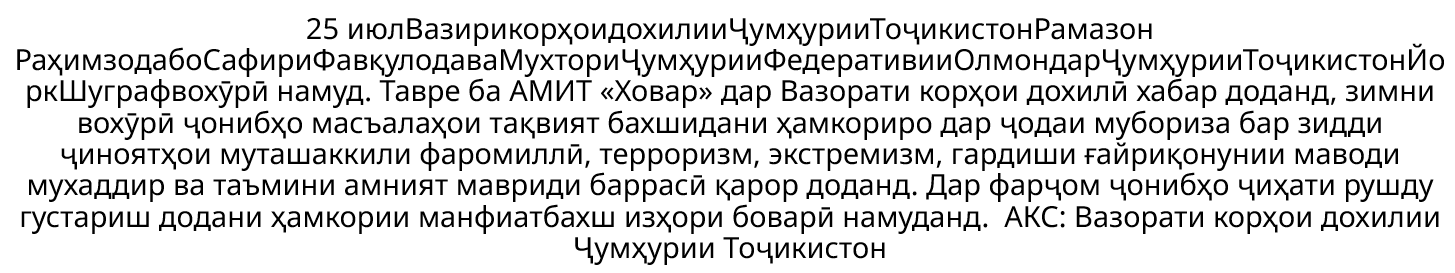 25 июлВазирикорҳоидохилииҶумҳурииТоҷикистонРамазон
РаҳимзодабоСафириФавқулодаваМухториҶумҳурииФедеративииОлмондарҶумҳурииТоҷикистонЙо
ркШуграфвохӯрӣ намуд. Тавре ба АМИТ «Ховар» дар Вазорати корҳои дохилӣ хабар доданд, зимни
вохӯрӣ ҷонибҳо масъалаҳои тақвият бахшидани ҳамкориро дар ҷодаи мубориза бар зидди
ҷиноятҳои муташаккили фаромиллӣ, терроризм, экстремизм, гардиши ғайриқонунии маводи
мухаддир ва таъмини амният мавриди баррасӣ қарор доданд. Дар фарҷом ҷонибҳо ҷиҳати рушду
густариш додани ҳамкории манфиатбахш изҳори боварӣ намуданд.  АКС: Вазорати корҳои дохилии
Ҷумҳурии Тоҷикистон